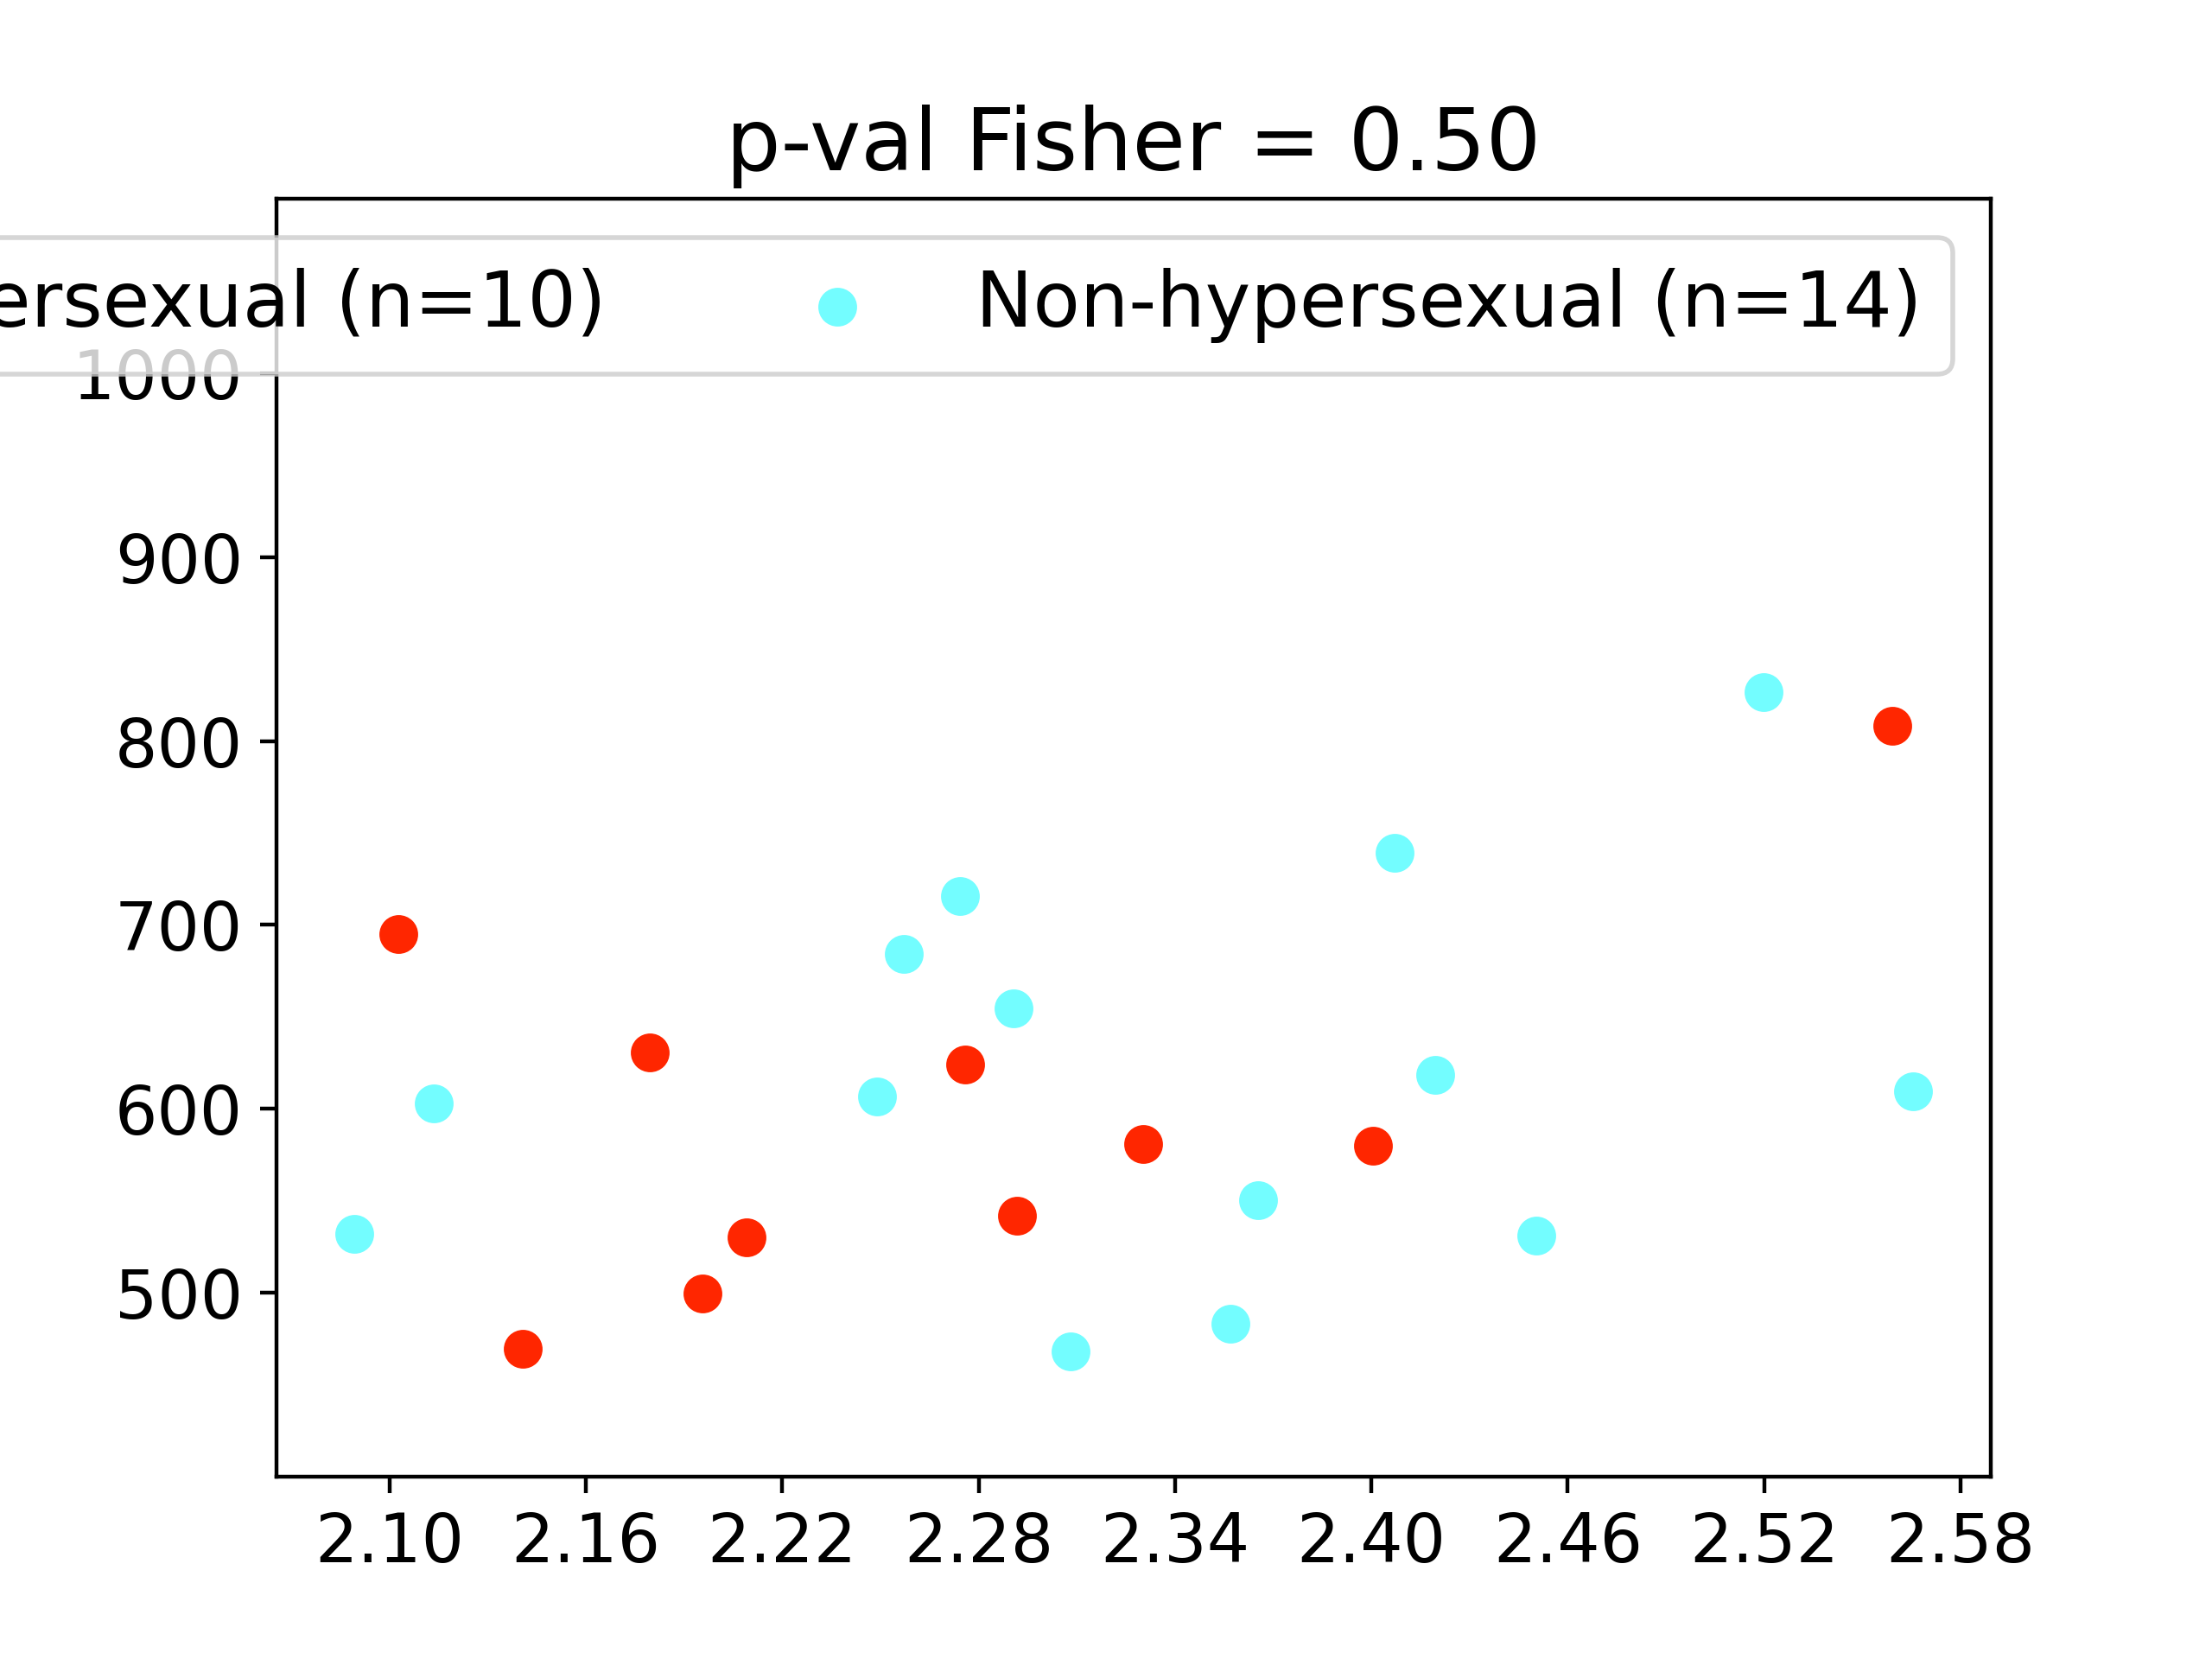 p-val Fisher = 0.50
ersexual (n=10) Non-hypersexual (n=14)
1000
900
800
700
600
500
2.10 2.16 2.22 2.28 2.34 2.40 2.46 2.52 2.58